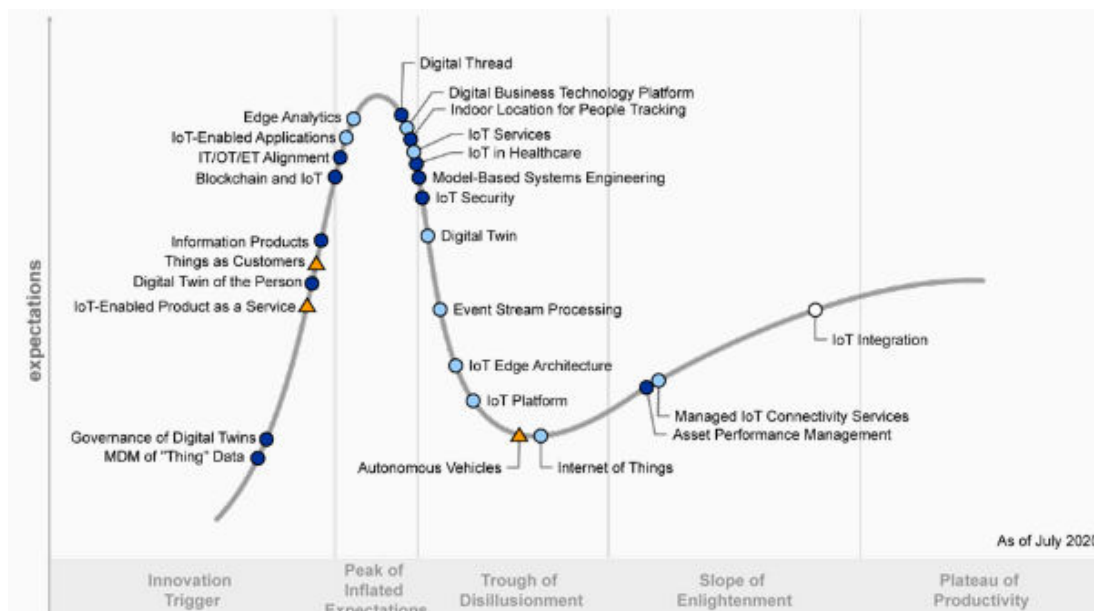 Digital Thread
Digital Business Technology Platform
Edge Analytics
Indoor Location for People Tracking
IoT-Enabled Applications
IoT Services
IT/OT/ET Alignment
IoT in Healthcare
Blockchain and IoT
Model-Based Systems Engineering
IoT Security
Information Products
Digital Twin
Things as Customers
Digital Twin of the Person
IoT-Enabled Product as a Service
Event Stream Processing
expectations
IoT Integration
IoT Edge Architecture
IoT Platform
Managed IoT Connectivity Services
Governance of Digital Twins
Asset Performance Management
MDM of "Thing" Data
Autonomous Vehicles
Internet of Things
As of July 2020
Innovation
Trigger
Peak of
Inflated
Expectations
Trough of
Disillusionment
Slope of
Enlightenment
Plateau of
Productivity